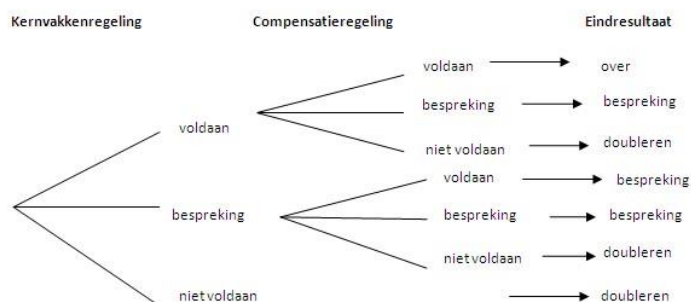 Kernvakkenregeling Compensatieregeling Eindresultaat
voldaan over
bespreking bespreking
voldaan
niet voldaan doubleren
voldaan bespreking
bespreking bespreking bespreking
niet voldaan doubleren
niet voldaan doubleren